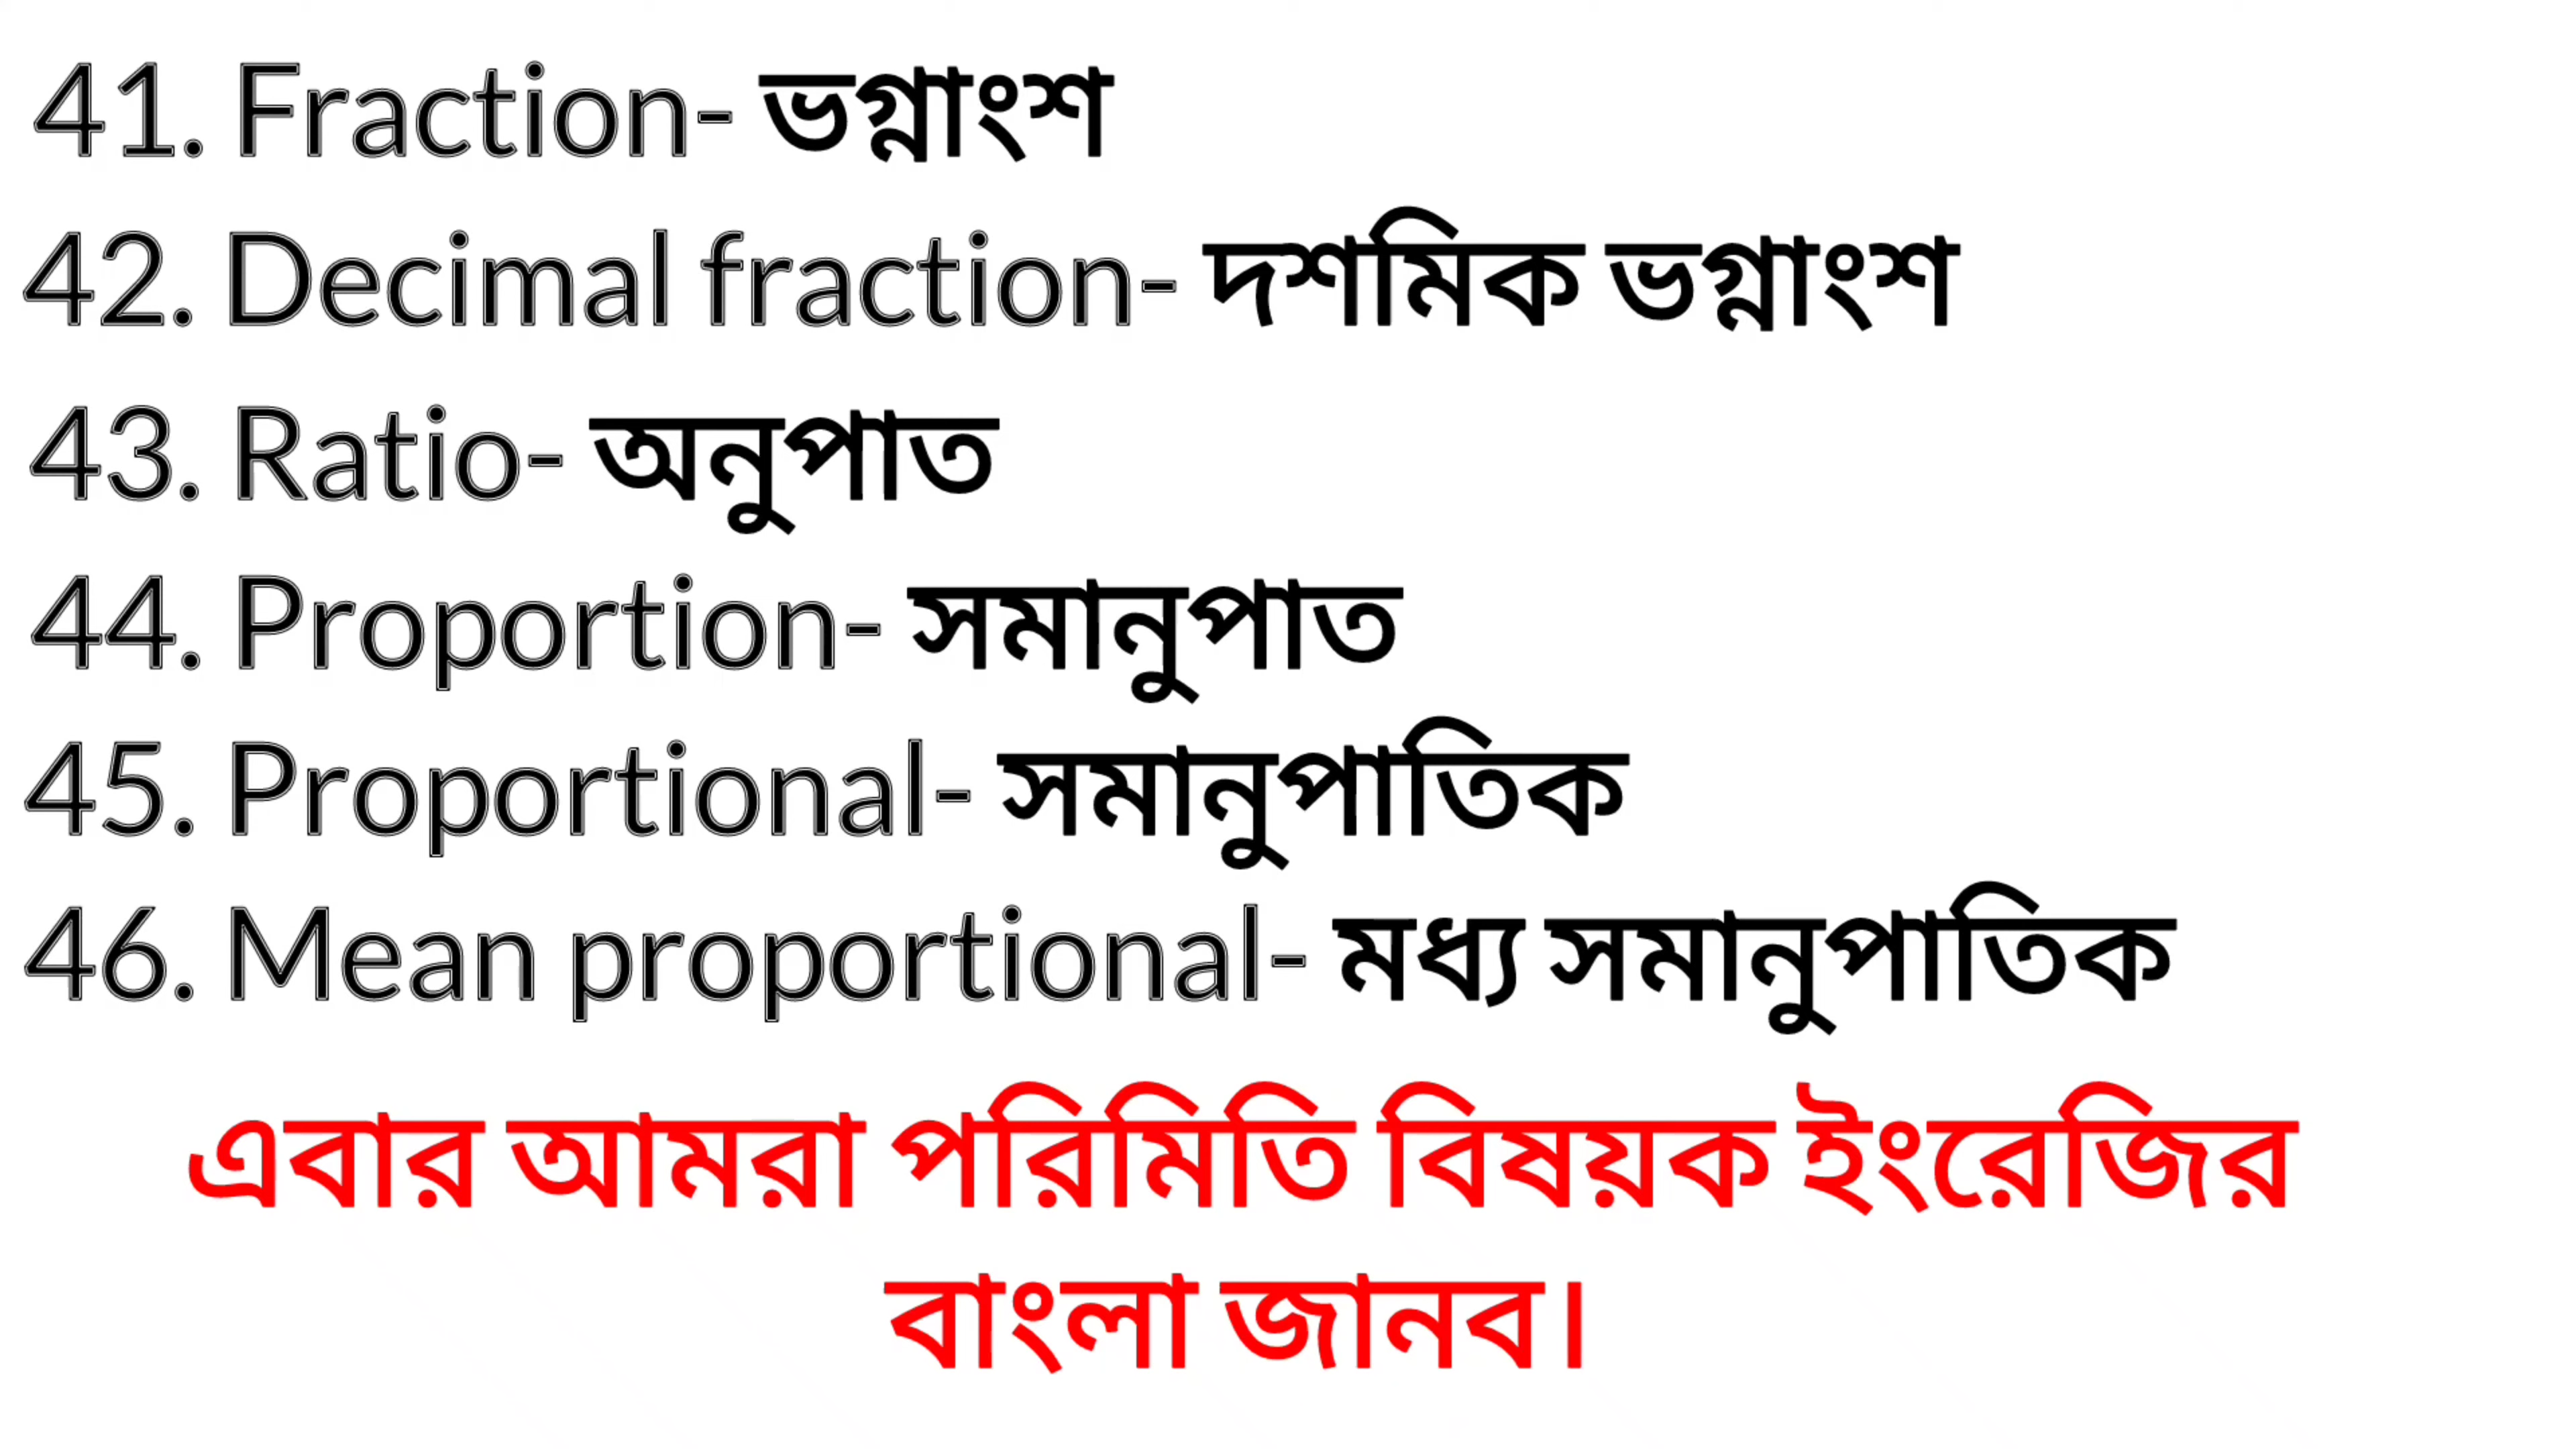 41. Fraction- ভগ্নাংশ
42. Decimal fraction- দশমিক ভগ্নাংশ
43. Ratio- অনুপাত
44. Proportion- সমানুপাত
45. Proportional- সমানুপাতিক
46. Mean proportional- মধ্য সমানুপাতিক
এবার আমরা পরিমিতি বিষয়ক ইংরেজির
বাংলা জানব।